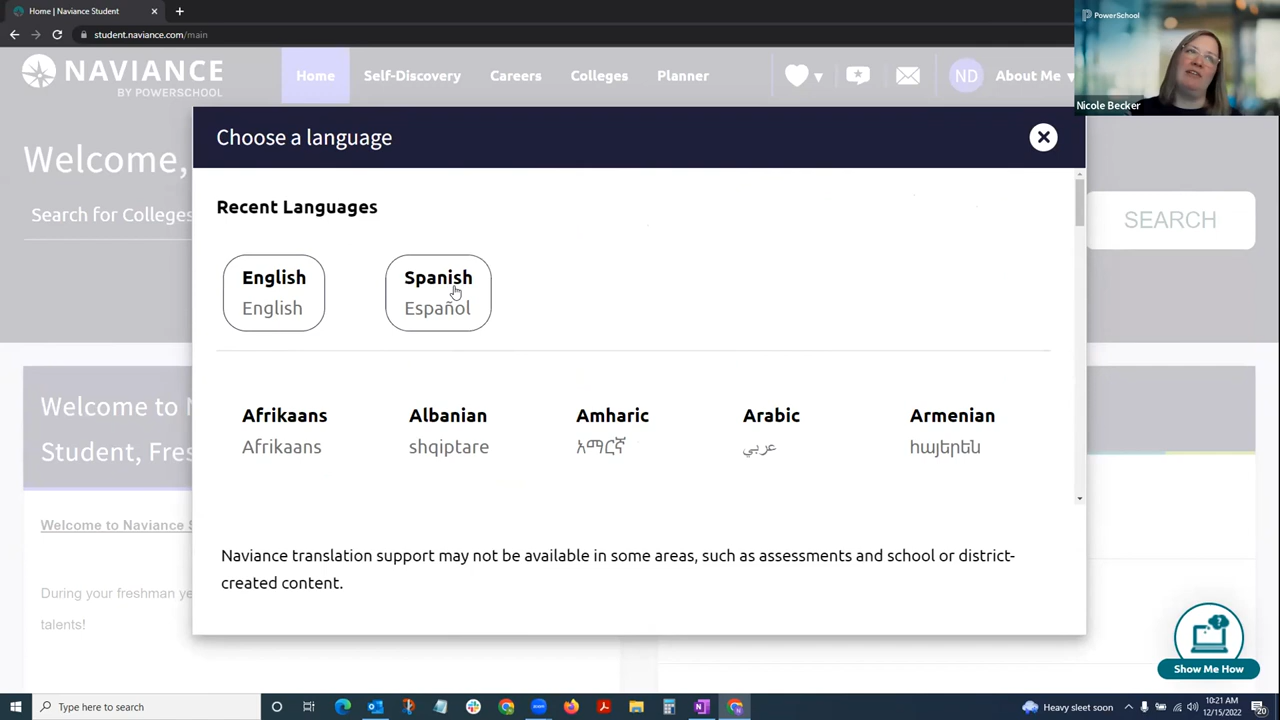 Home | Naviance Student
student.naviance.com/main
PowerSchool
Nicole Becker
NAVIANCE
BY POWERSCHOOL
Home
Self-Discovery
Careers
Colleges
Planner
ND
About Me
Welcome,
Search for Colleges
SEARCH
Choose a language
Recent Languages
English
English
Spanish
Español
Afrikaans
Afrikaans
Albanian
shqiptare
Amharic
አማርኛ
Arabic
عربي
Armenian
հայերեն
Naviance translation support may not be available in some areas, such as assessments and school or district-
created content.
Welcome to N
Student, Fres
Welcome to Naviance S
During your freshman ye
talents!
Show Me How
Type here to search
Heavy sleet soon
10:21 AM
12/15/2022
20